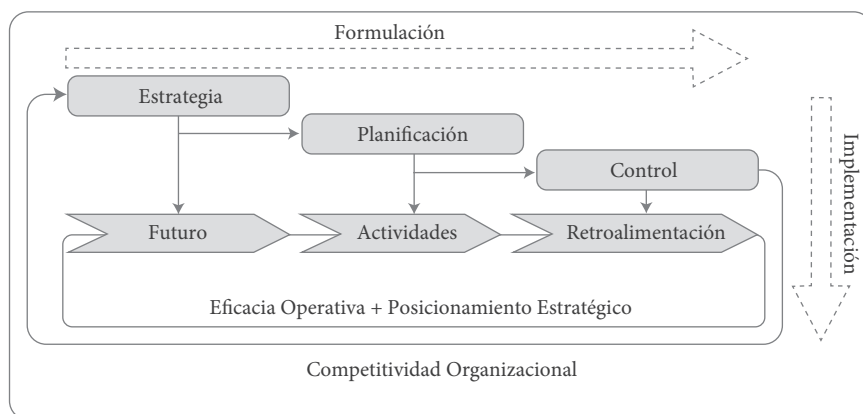 Formulación
Estrategia
Planificación
Control
Implementación
Futuro
Actividades
Retroalimentación
Eficacia Operativa + Posicionamiento Estratégico
Competitividad Organizacional